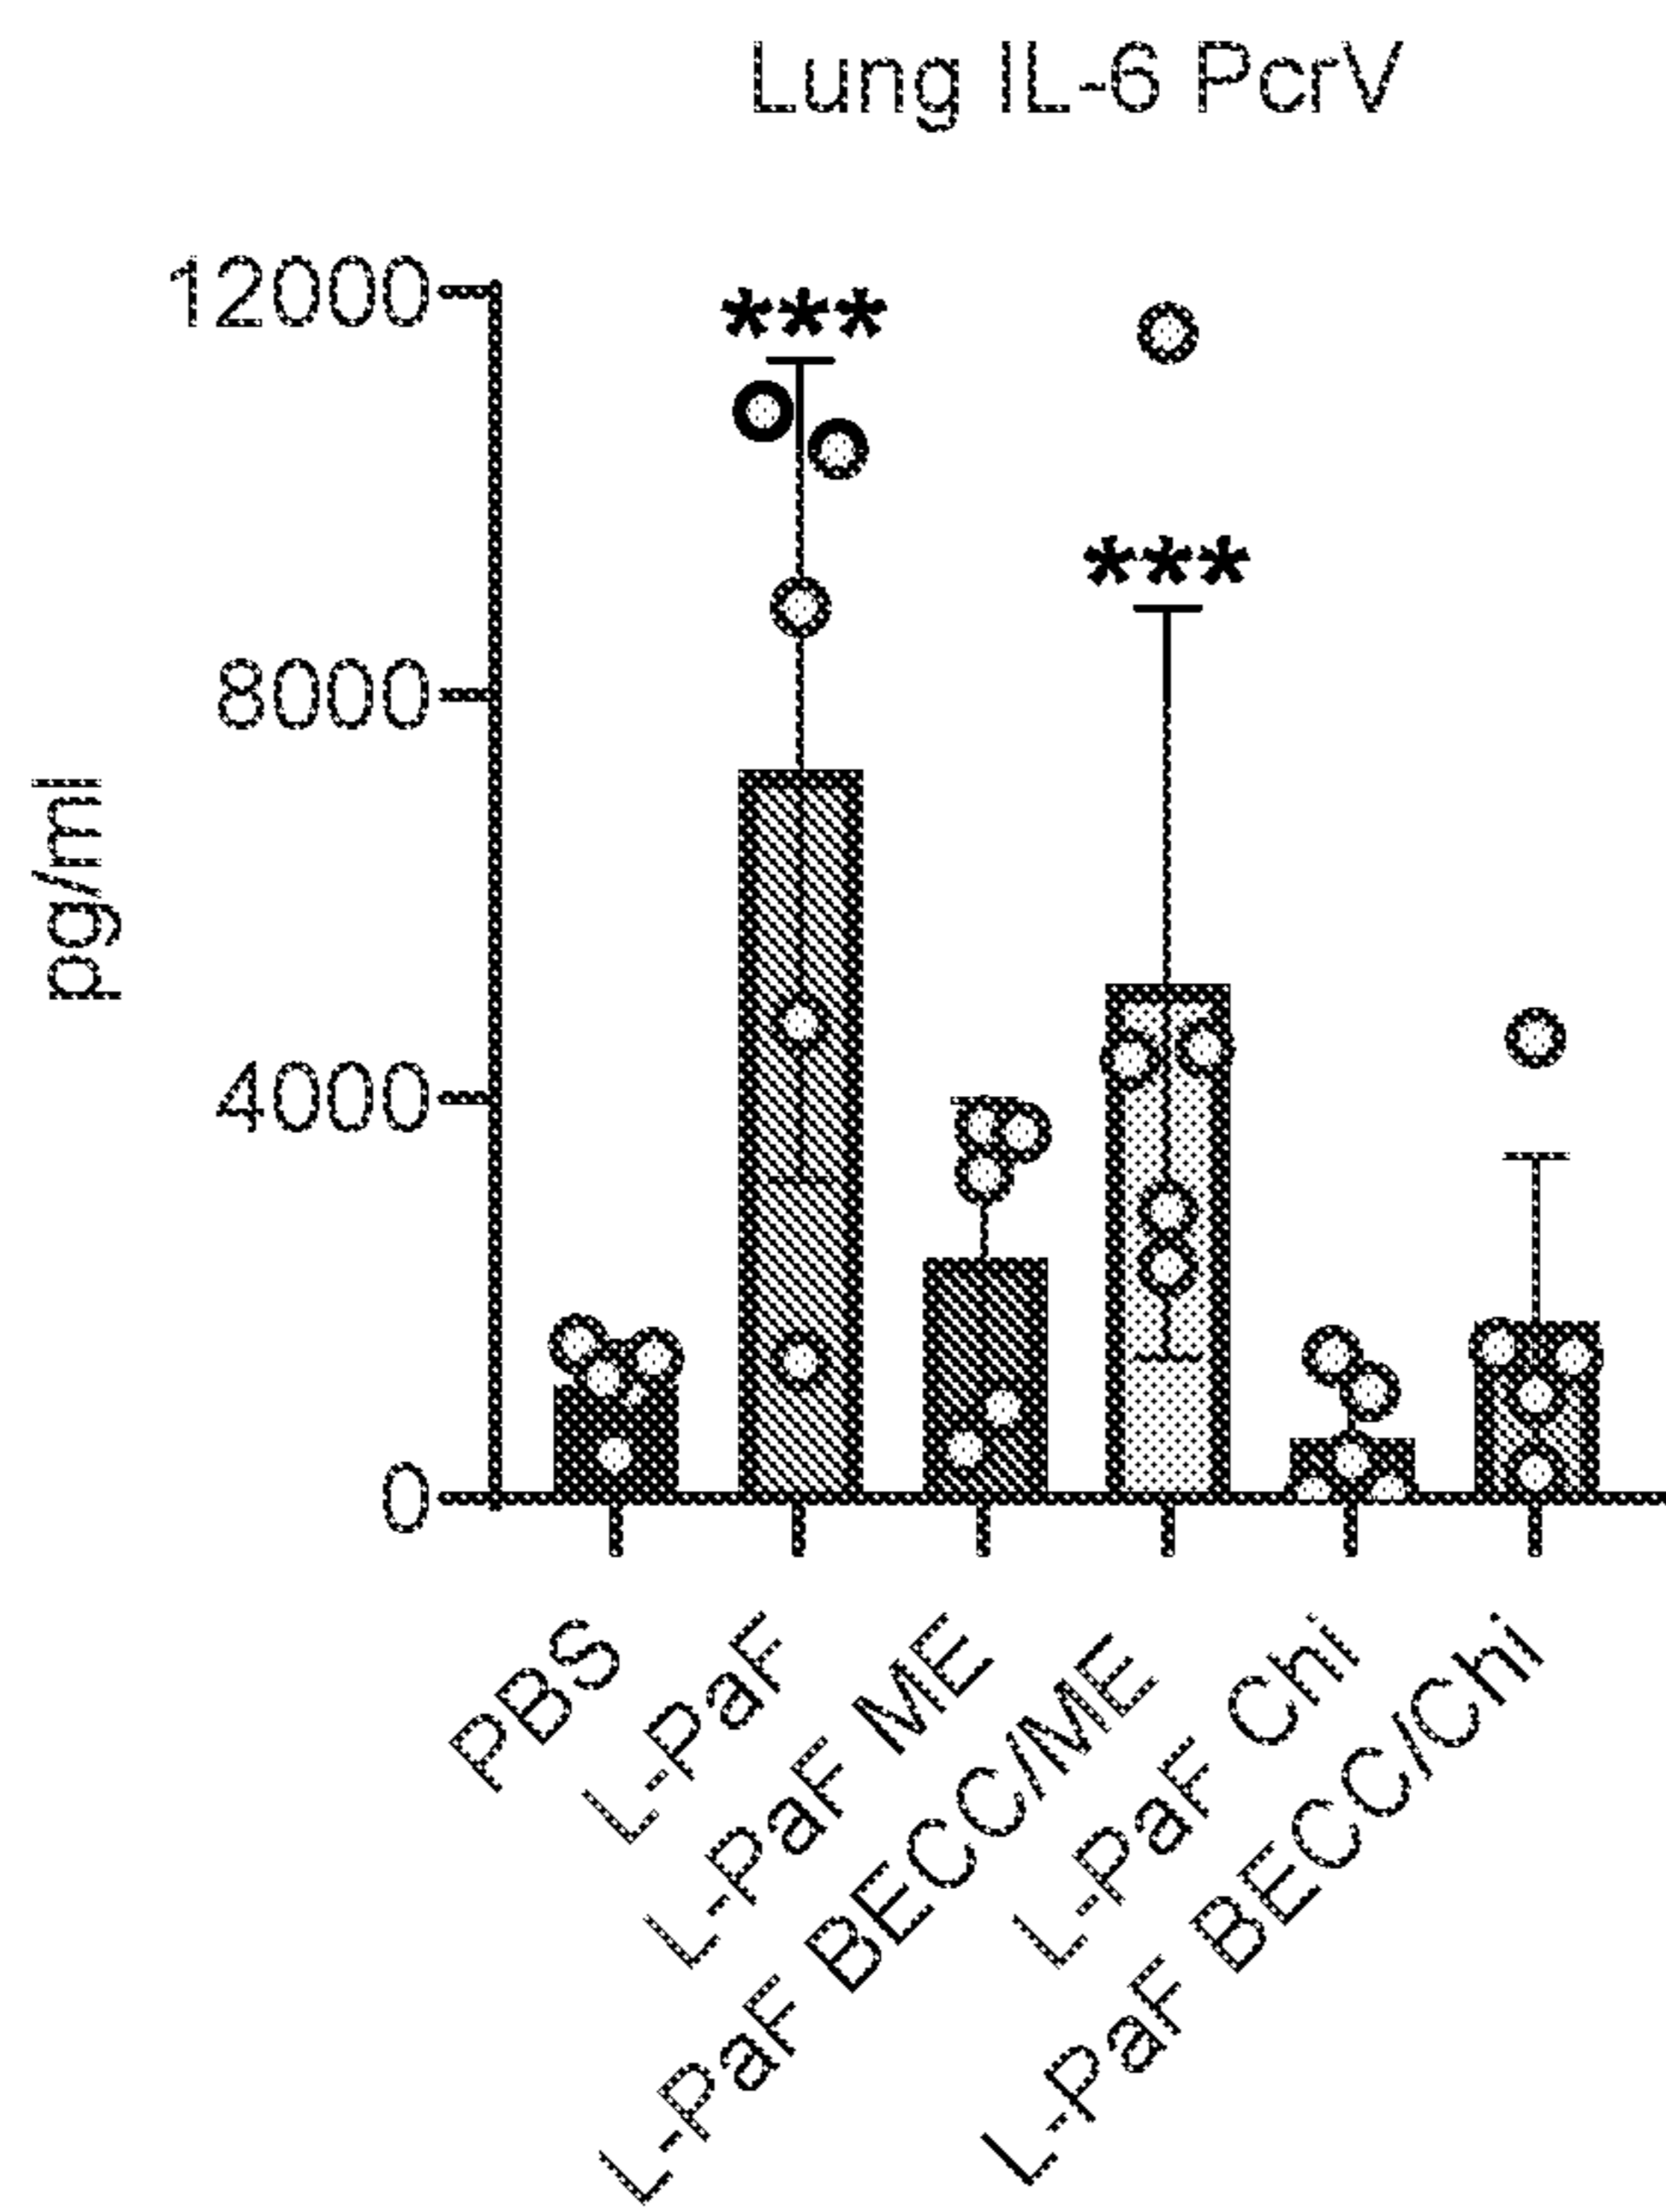 Lung IL-6 PcrV
12000
***
***
8000
pg/ml
4000
0
PBS
L-PaF
L-PaF ME
L-PaF BECC/ME
L-PaF Chi
L-PaF BECC/Chi